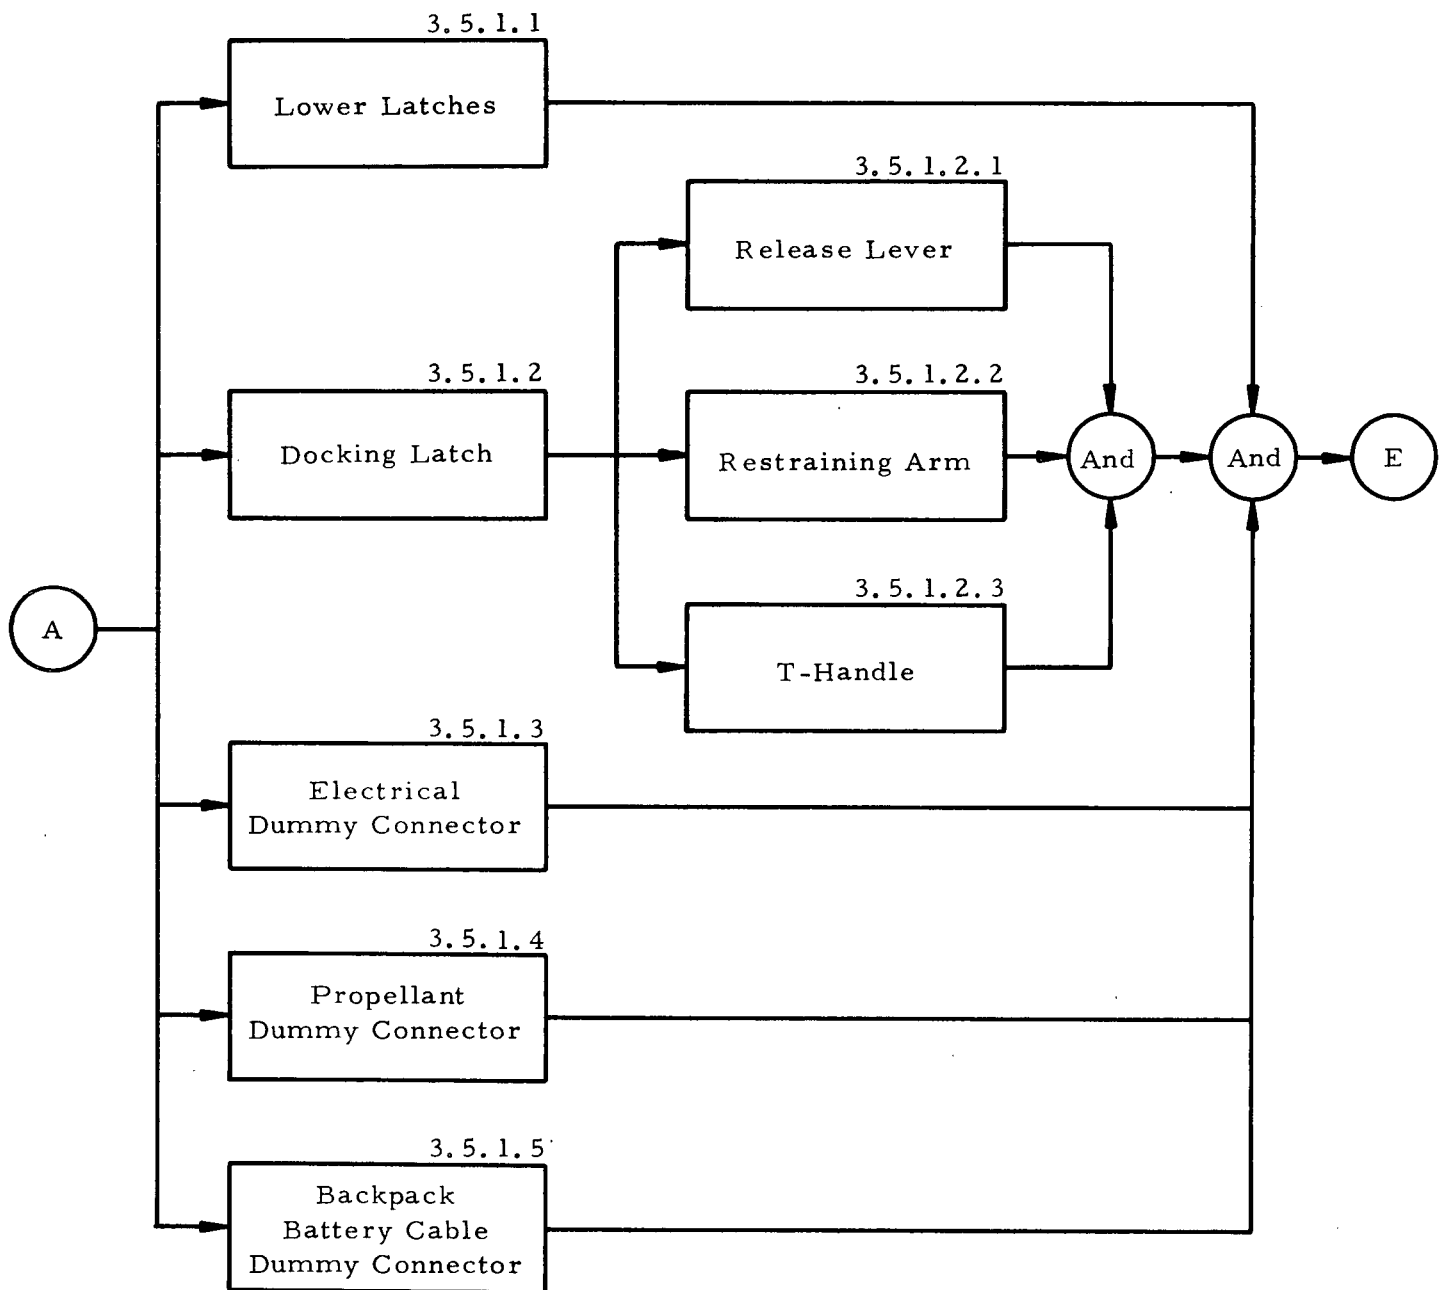 3.5.1.1
Lower Latches
3.5.1.2.1
Release Lever
3.5.1.2
Docking Latch
3.5.1.2.2
Restraining Arm
And
And
E
3.5.1.2.3
T-Handle
A
3.5.1.3
Electrical
Dummy Connector
3.5.1.4
Propellant
Dummy Connector
3.5.1.5
Backpack
Battery Cable
Dummy Connector